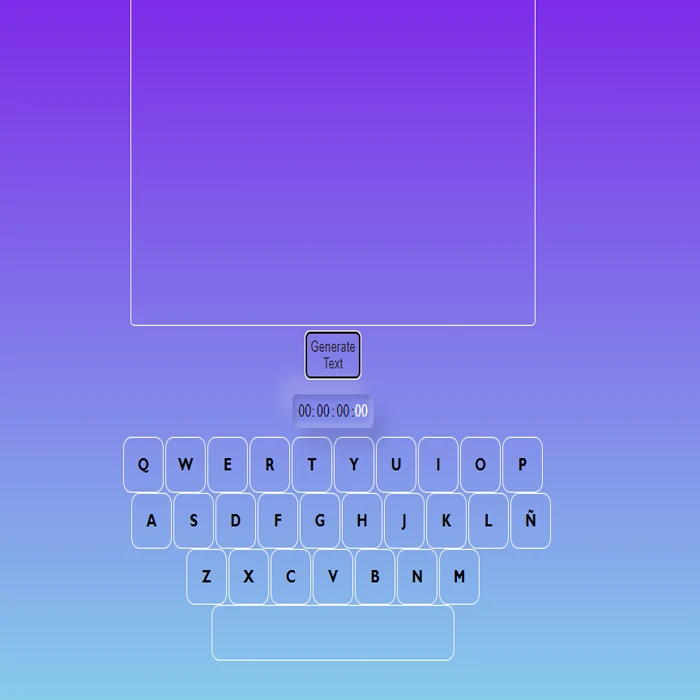 Generate
Text
00:00:00:00
Q W E R T Y U I O P
A S D F G H J K L Ñ
Z X C V B N M